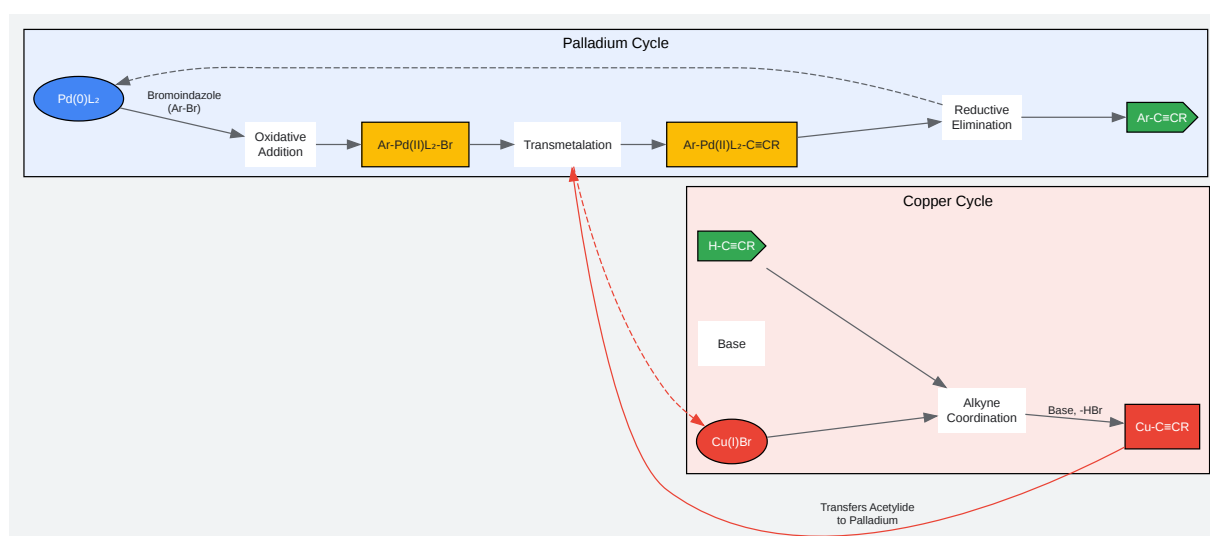 Palladium Cycle
Pd(0)L₂
Bromoindazole
(Ar-Br)
Oxidative
Addition
Ar-Pd(II)L₂-Br
Transmetalation
Ar-Pd(II)L₂-C≡CR
Reductive
Elimination
Ar-C≡CR
Copper Cycle
H-C≡CR
Base
Cu(I)Br
Alkyne
Coordination
Base, -HBr
Cu-C≡CR
Transfers Acetylide
to Palladium